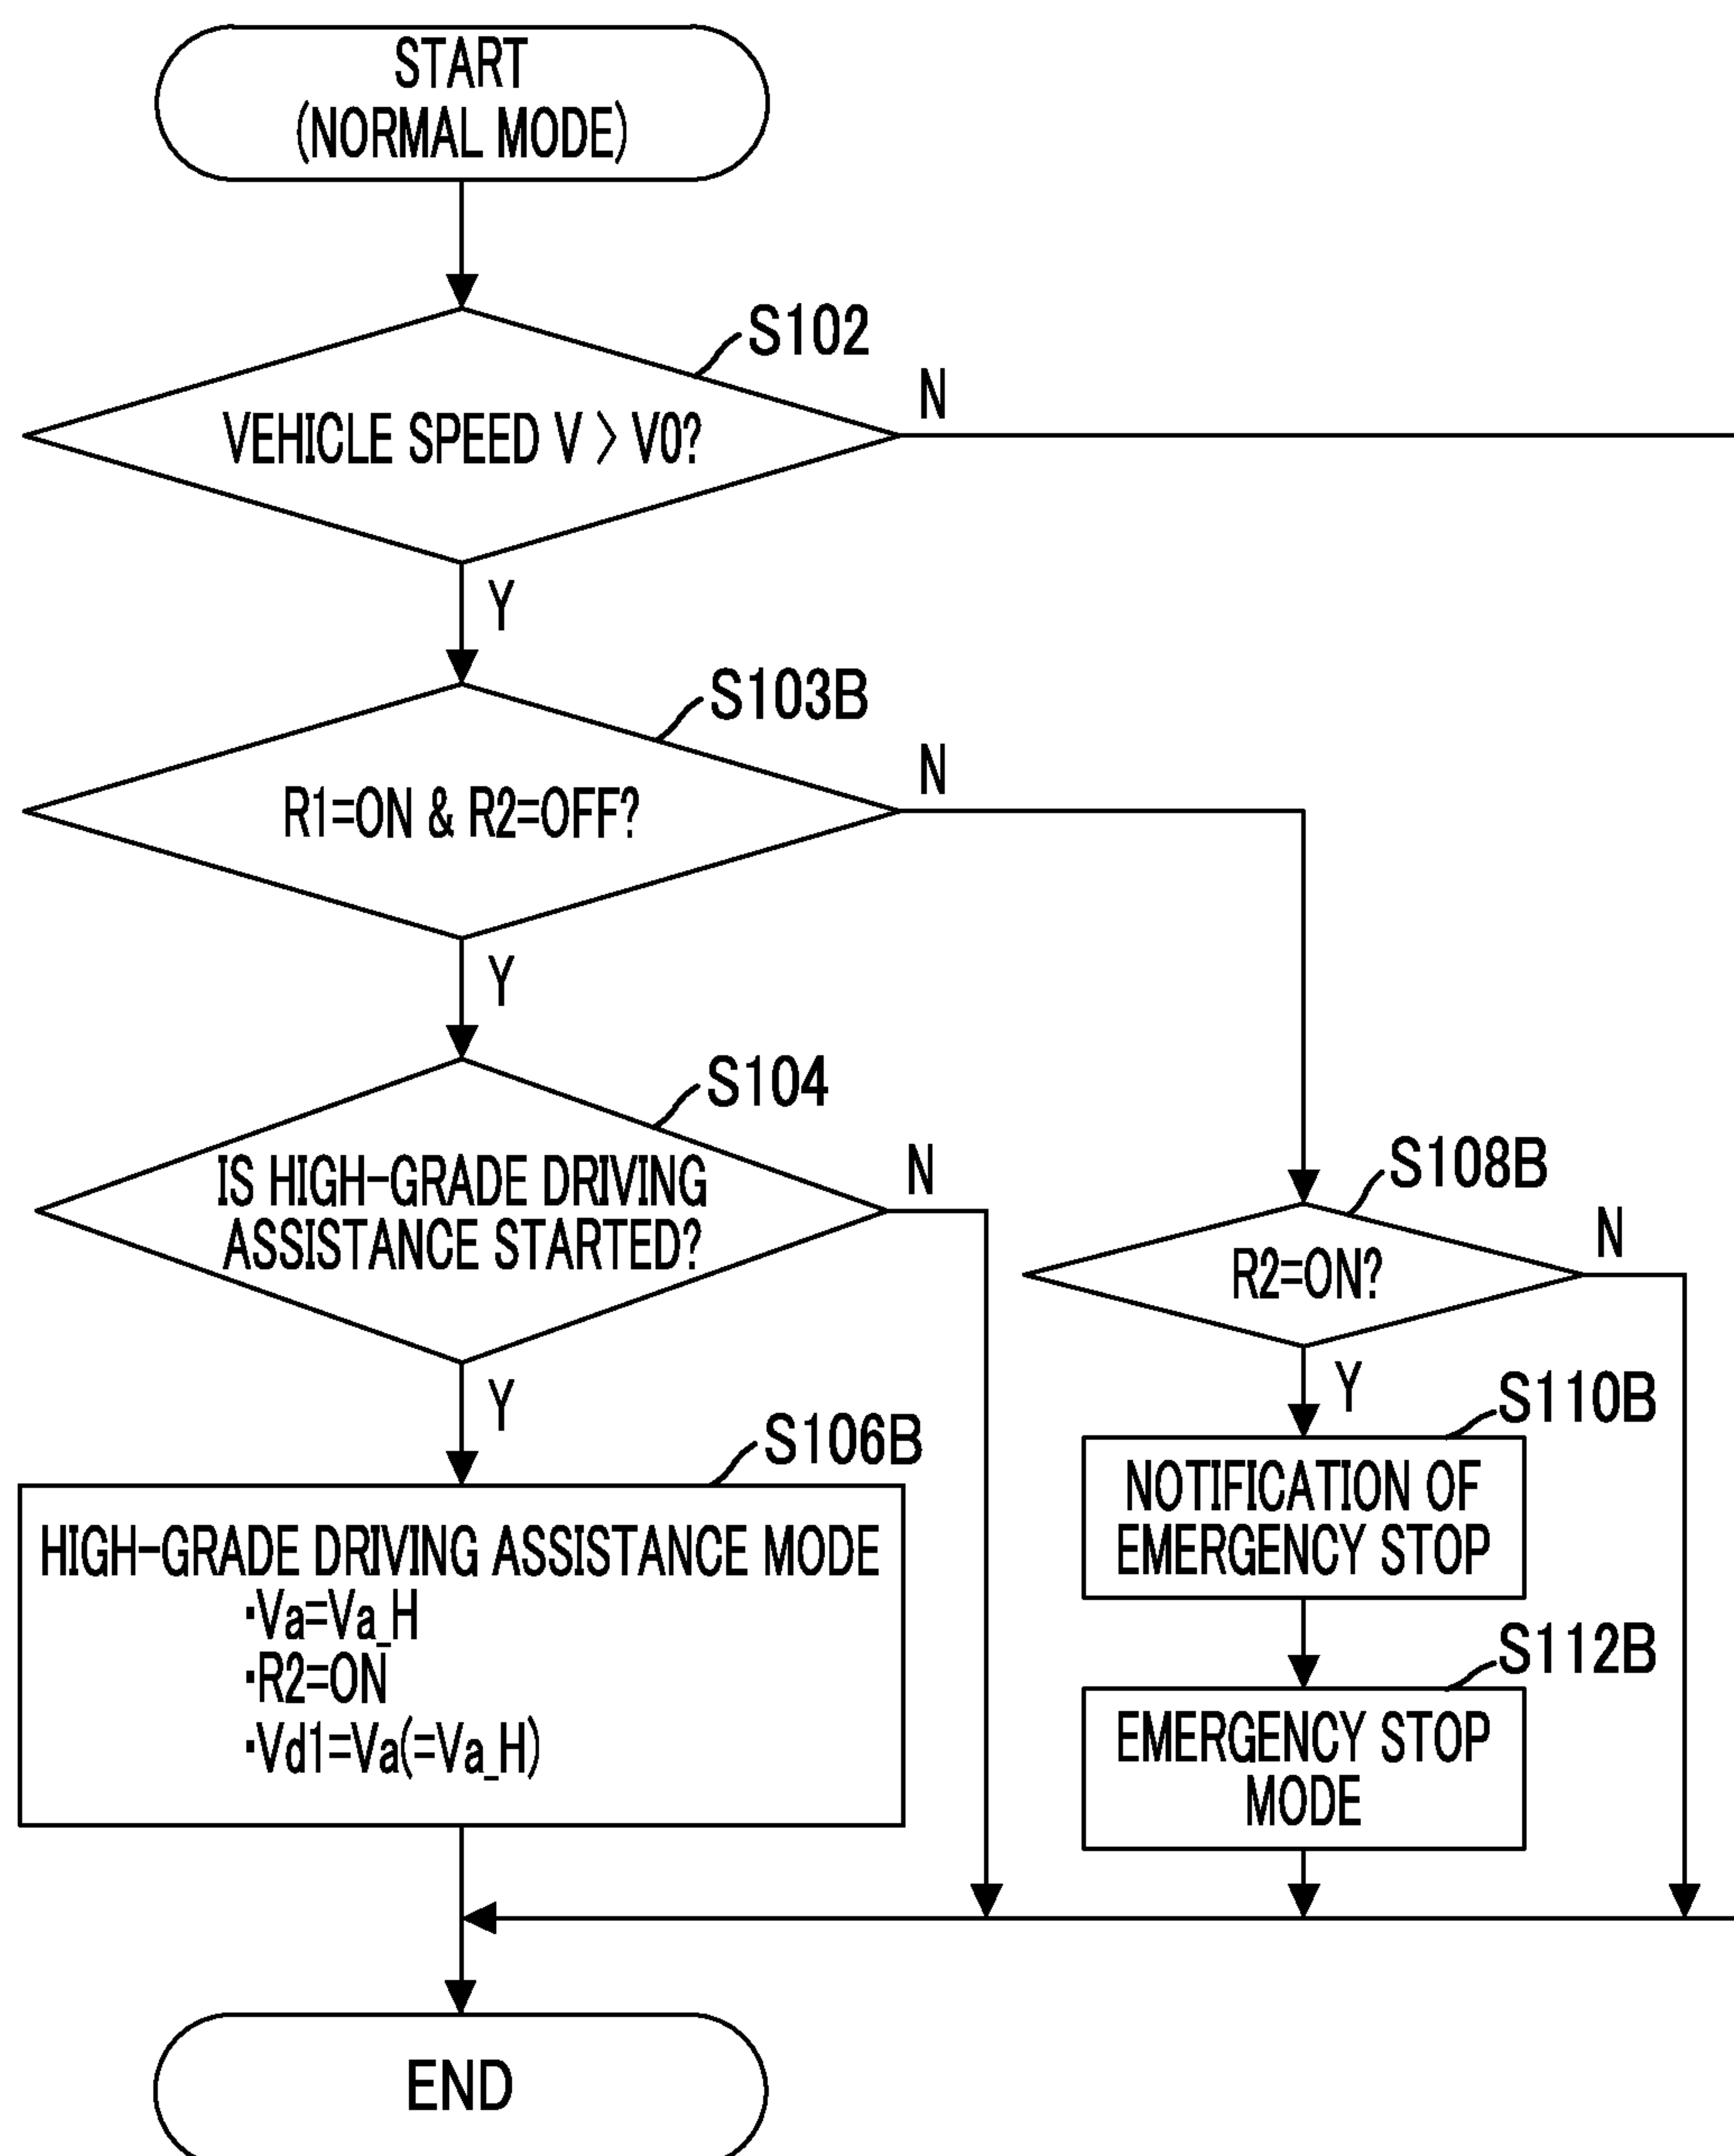 START
(NORMAL MODE)
S102
VEHICLE SPEED V > V0?
N
Y
S103B
R1=ON & R2=OFF?
N
Y
S104
IS HIGH-GRADE DRIVING
ASSISTANCE STARTED?
N
Y
S108B
R2=ON?
N
Y
S106B
HIGH-GRADE DRIVING ASSISTANCE MODE
·Va=Va_H
·R2=ON
·Vd1=Va(=Va_H)
S110B
NOTIFICATION OF
EMERGENCY STOP
S112B
EMERGENCY STOP
MODE
END